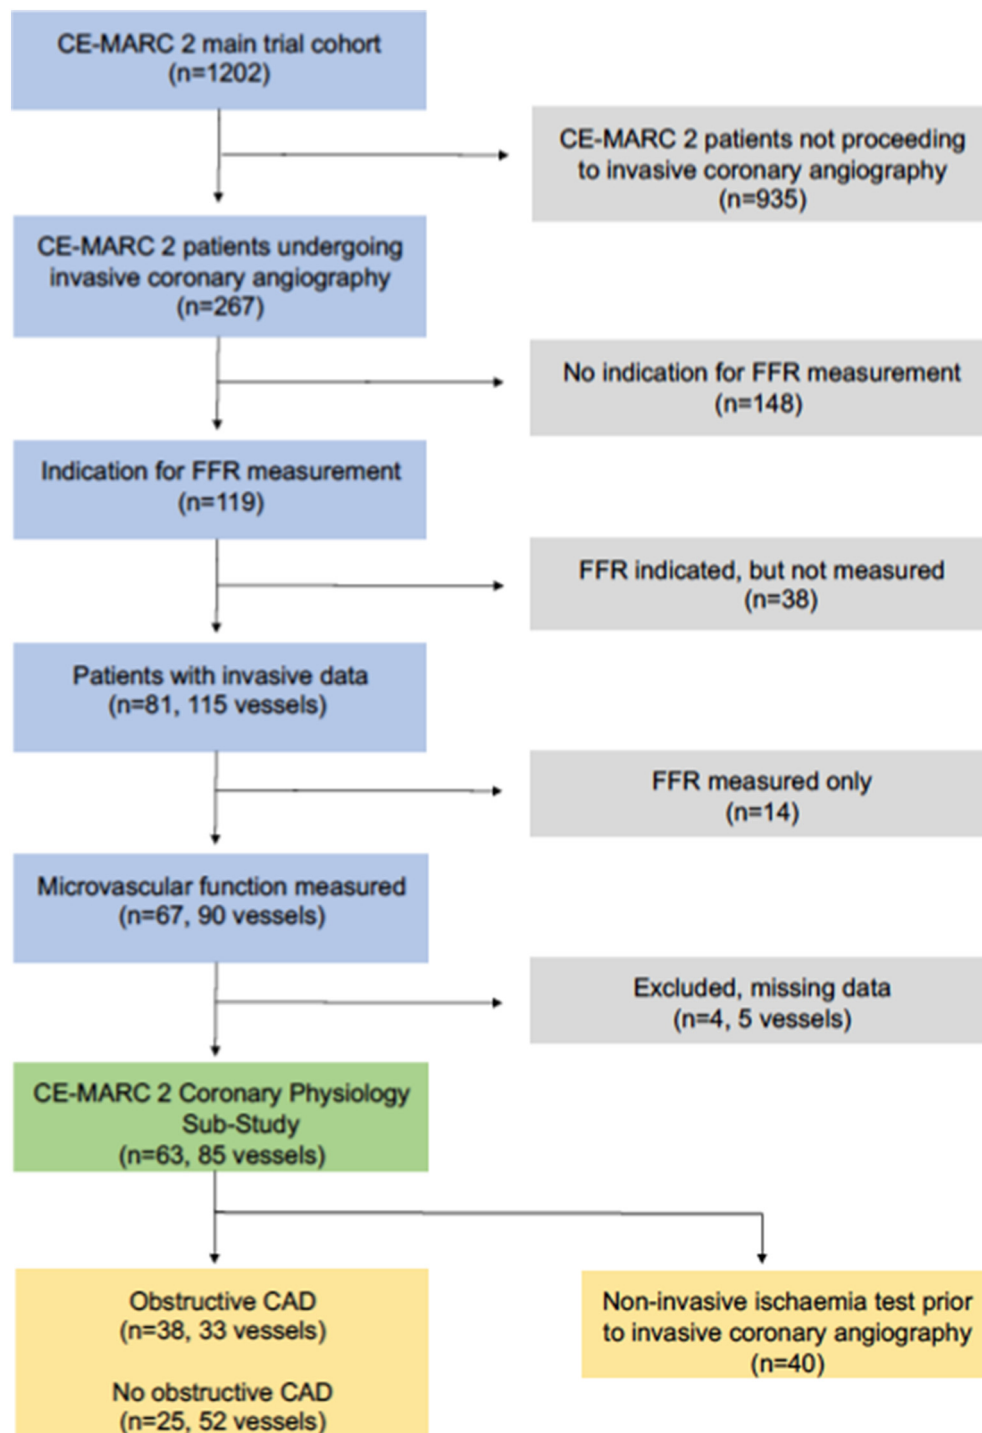 CE-MARC 2 main trial cohort
(n=1202)
CE-MARC 2 patients not proceeding
to invasive coronary angiography
(n=935)
CE-MARC 2 patients undergoing
invasive coronary angiography
(n=267)
No indication for FFR measurement
(n=148)
Indication for FFR measurement
(n=119)
FFR indicated, but not measured
(n=38)
Patients with invasive data
(n=81, 115 vessels)
FFR measured only
(n=14)
Microvascular function measured
(n=67, 90 vessels)
Excluded, missing data
(n=4, 5 vessels)
CE-MARC 2 Coronary Physiology
Sub-Study
(n=63, 85 vessels)
Obstructive CAD
(n=38, 33 vessels)
No obstructive CAD
(n=25, 52 vessels)
Non-invasive ischaemia test prior
to invasive coronary angiography
(n=40)